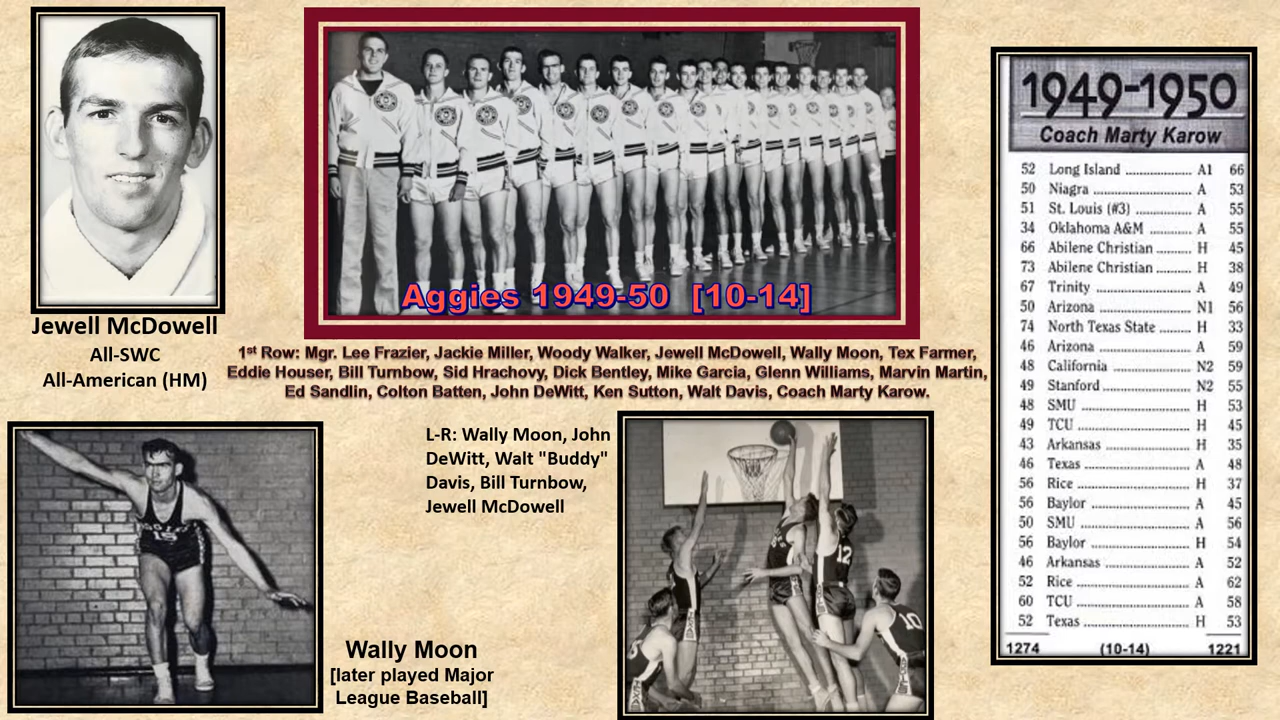 Jewell McDowell
All-SWC
All-American (HM)
Aggies 1949-50 [10-14]
1st Row: Mgr. Lee Frazier, Jackie Miller, Woody Walker, Jewell McDowell, Wally Moon, Tex Farmer,
Eddie Houser, Bill Turnbow, Sid Hrachovy, Dick Bentley, Mike Garcia, Glenn Williams, Marvin Martin,
Ed Sandlin, Colton Batten, John DeWitt, Ken Sutton, Walt Davis, Coach Marty Karow.
L-R: Wally Moon, John
DeWitt, Walt "Buddy"
Davis, Bill Turnbow,
Jewell McDowell
15
12
10
Wally Moon
[later played Major
League Baseball]
1949-1950
Coach Marty Karow
52 Long Island ........ A1 66
50 Niagra ........ A 53
51 St. Louis (#3) ........ A 55
34 Oklahoma A&M ........ A 55
66 Abilene Christian ........ H 45
73 Abilene Christian ........ H 38
67 Trinity ........ A 49
50 Arizona ........ N1 56
74 North Texas State ........ H 33
46 Arizona ........ A 59
48 California ........ N2 59
49 Stanford ........ N2 55
48 SMU ........ H 53
49 TCU ........ H 45
43 Arkansas ........ H 35
46 Texas ........ A 48
56 Rice ........ H 37
56 Baylor ........ A 45
50 SMU ........ A 56
56 Baylor ........ H 54
46 Arkansas ........ A 52
52 Rice ........ A 62
60 TCU ........ A 58
52 Texas ........ H 53
1274 (10-14) 1221